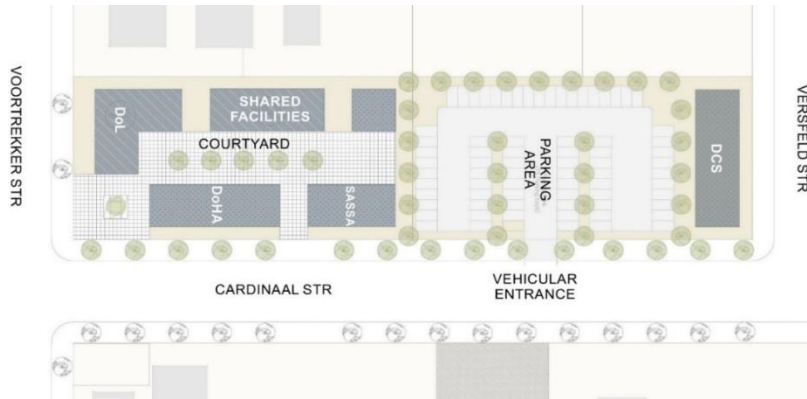 VOORTREKKER STR
DoL
SHARED
FACILITIES
COURTYARD
DoHA
SASSA
PARKING
AREA
DCS
VERSFELD STR
CARDINAAL STR
VEHICULAR
ENTRANCE